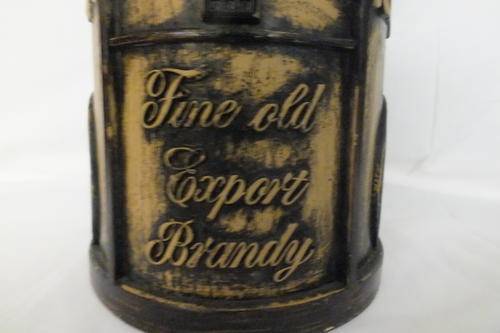 Fine old
Export
Brandy